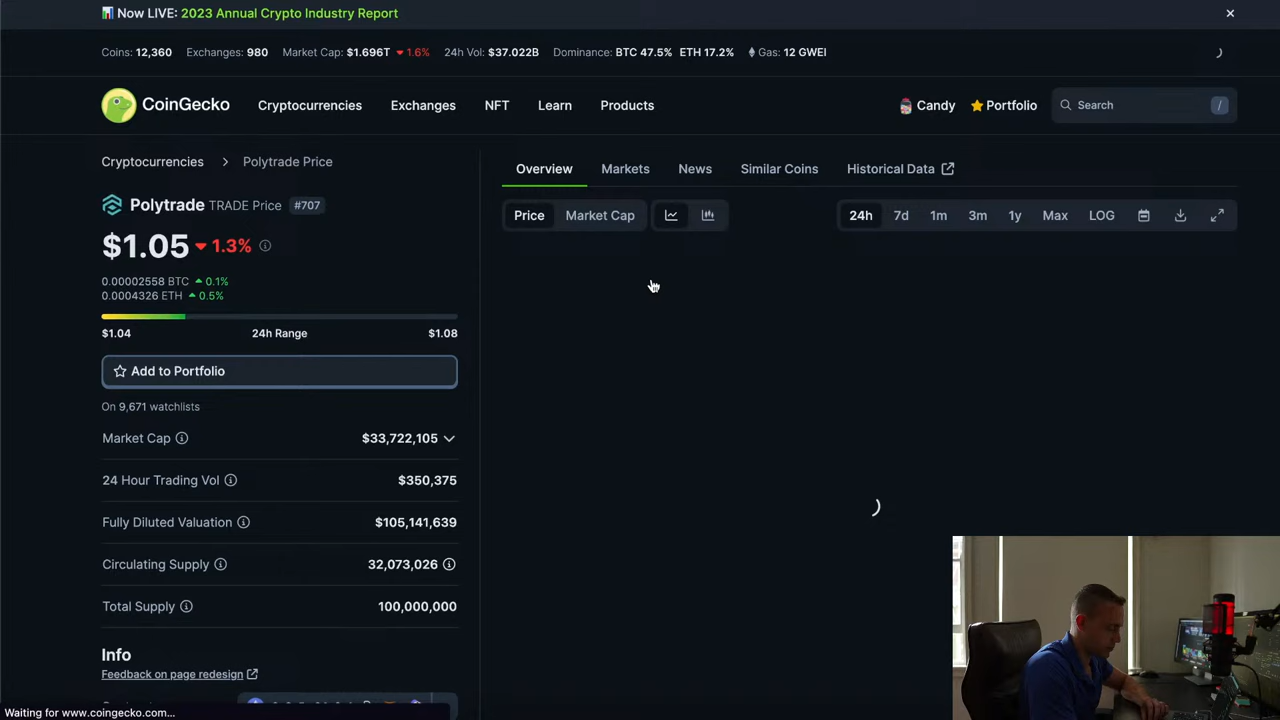 Now LIVE: 2023 Annual Crypto Industry Report
Coins: 12,360 Exchanges: 980 Market Cap: $1.696T 1.6% 24h Vol: $37.022B Dominance: BTC 47.5% ETH 17.2% Gas: 12 GWEI
CoinGecko Cryptocurrencies Exchanges NFT Learn Products Candy Portfolio Search /
Cryptocurrencies > Polytrade Price
Overview Markets News Similar Coins Historical Data
Polytrade TRADE Price #707
Price Market Cap 24h 7d 1m 3m 1y Max LOG
$1.05 1.3%
0.00002558 BTC 0.1%
0.0004326 ETH 0.5%
$1.04 24h Range $1.08
Add to Portfolio
On 9,671 watchlists
Market Cap $33,722,105
24 Hour Trading Vol $350,375
Fully Diluted Valuation $105,141,639
Circulating Supply 32,073,026
Total Supply 100,000,000
Info
Feedback on page redesign
Waiting for www.coingecko.com...